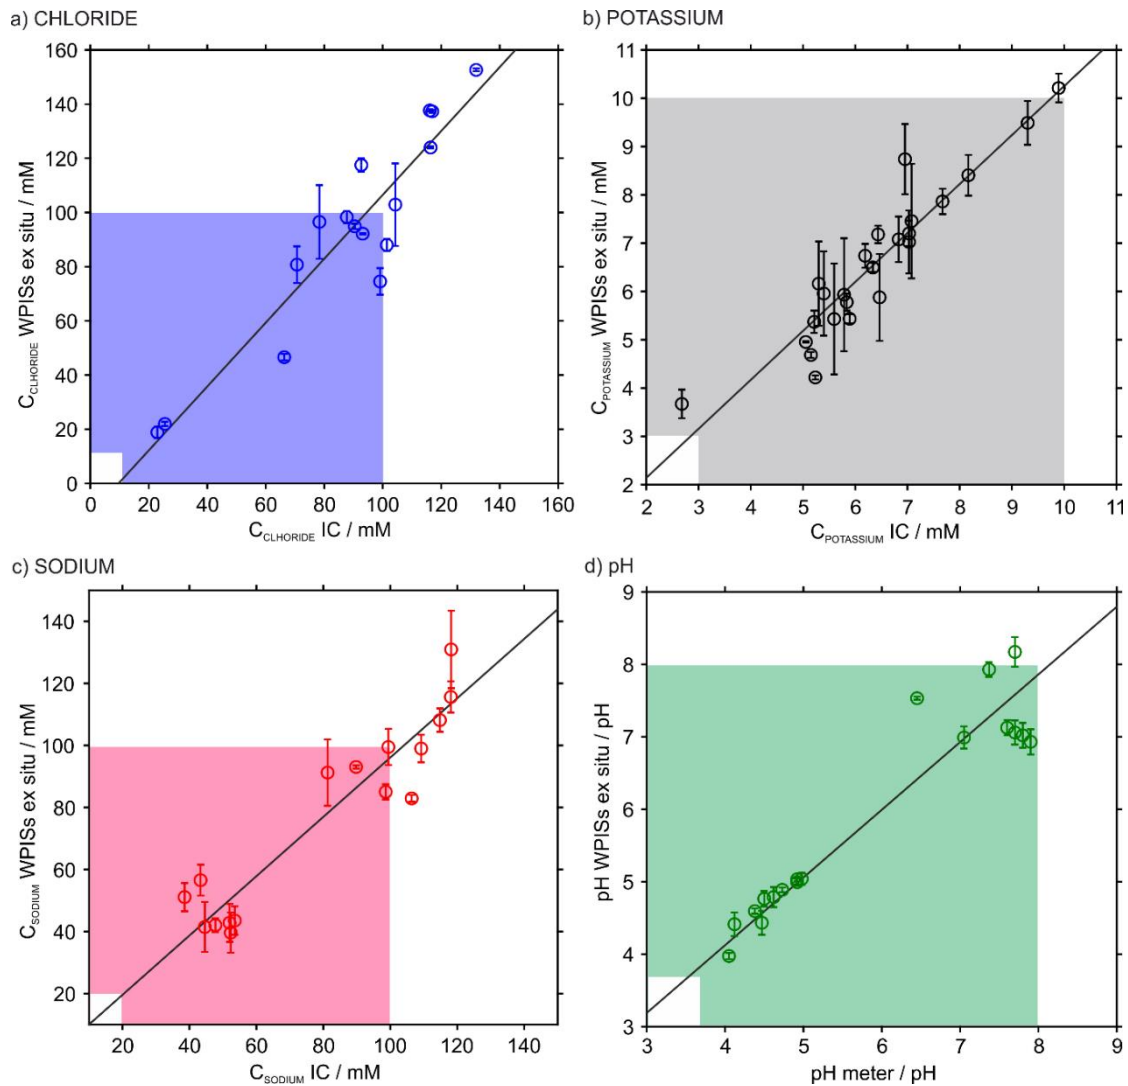 a) CHLORIDE
160
140
120
100
80
60
40
20
0
C_CLHORIDE WPISs ex situ / mM
0 20 40 60 80 100 120 140 160
C_CLHORIDE IC / mM
b) POTASSIUM
11
10
9
8
7
6
5
4
3
2
C_POTASSIUM WPISs ex situ / mM
2 3 4 5 6 7 8 9 10 11
C_POTASSIUM IC / mM
c) SODIUM
140
120
100
80
60
40
20
C_SODIUM WPISs ex situ / mM
20 40 60 80 100 120 140
C_SODIUM IC / mM
d) pH
9
8
7
6
5
4
3
pH WPISs ex situ / pH
3 4 5 6 7 8 9
pH meter / pH